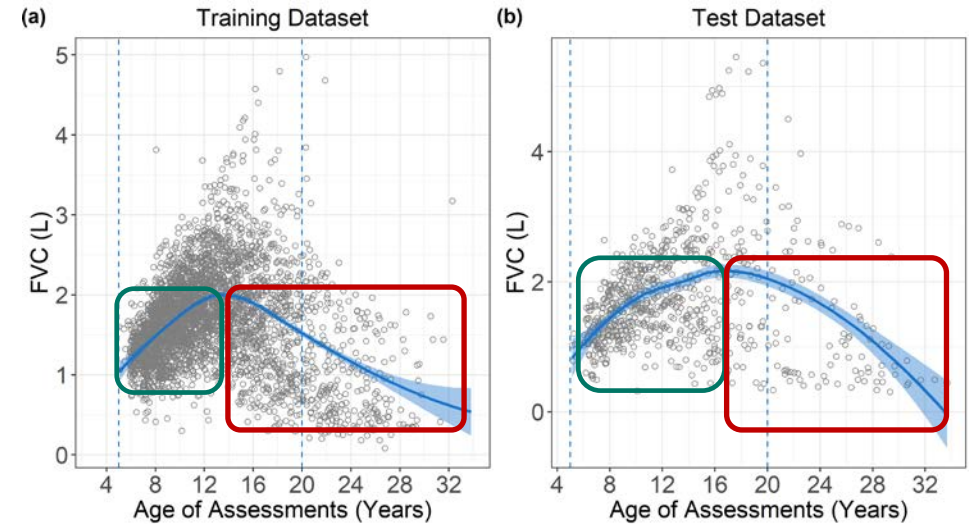 (a) Training Dataset
FVC (L)
5
4
3
2
1
0
4 8 12 16 20 24 28 32
Age of Assessments (Years)
(b) Test Dataset
FVC (L)
4
2
0
4 8 12 16 20 24 28 32
Age of Assessments (Years)